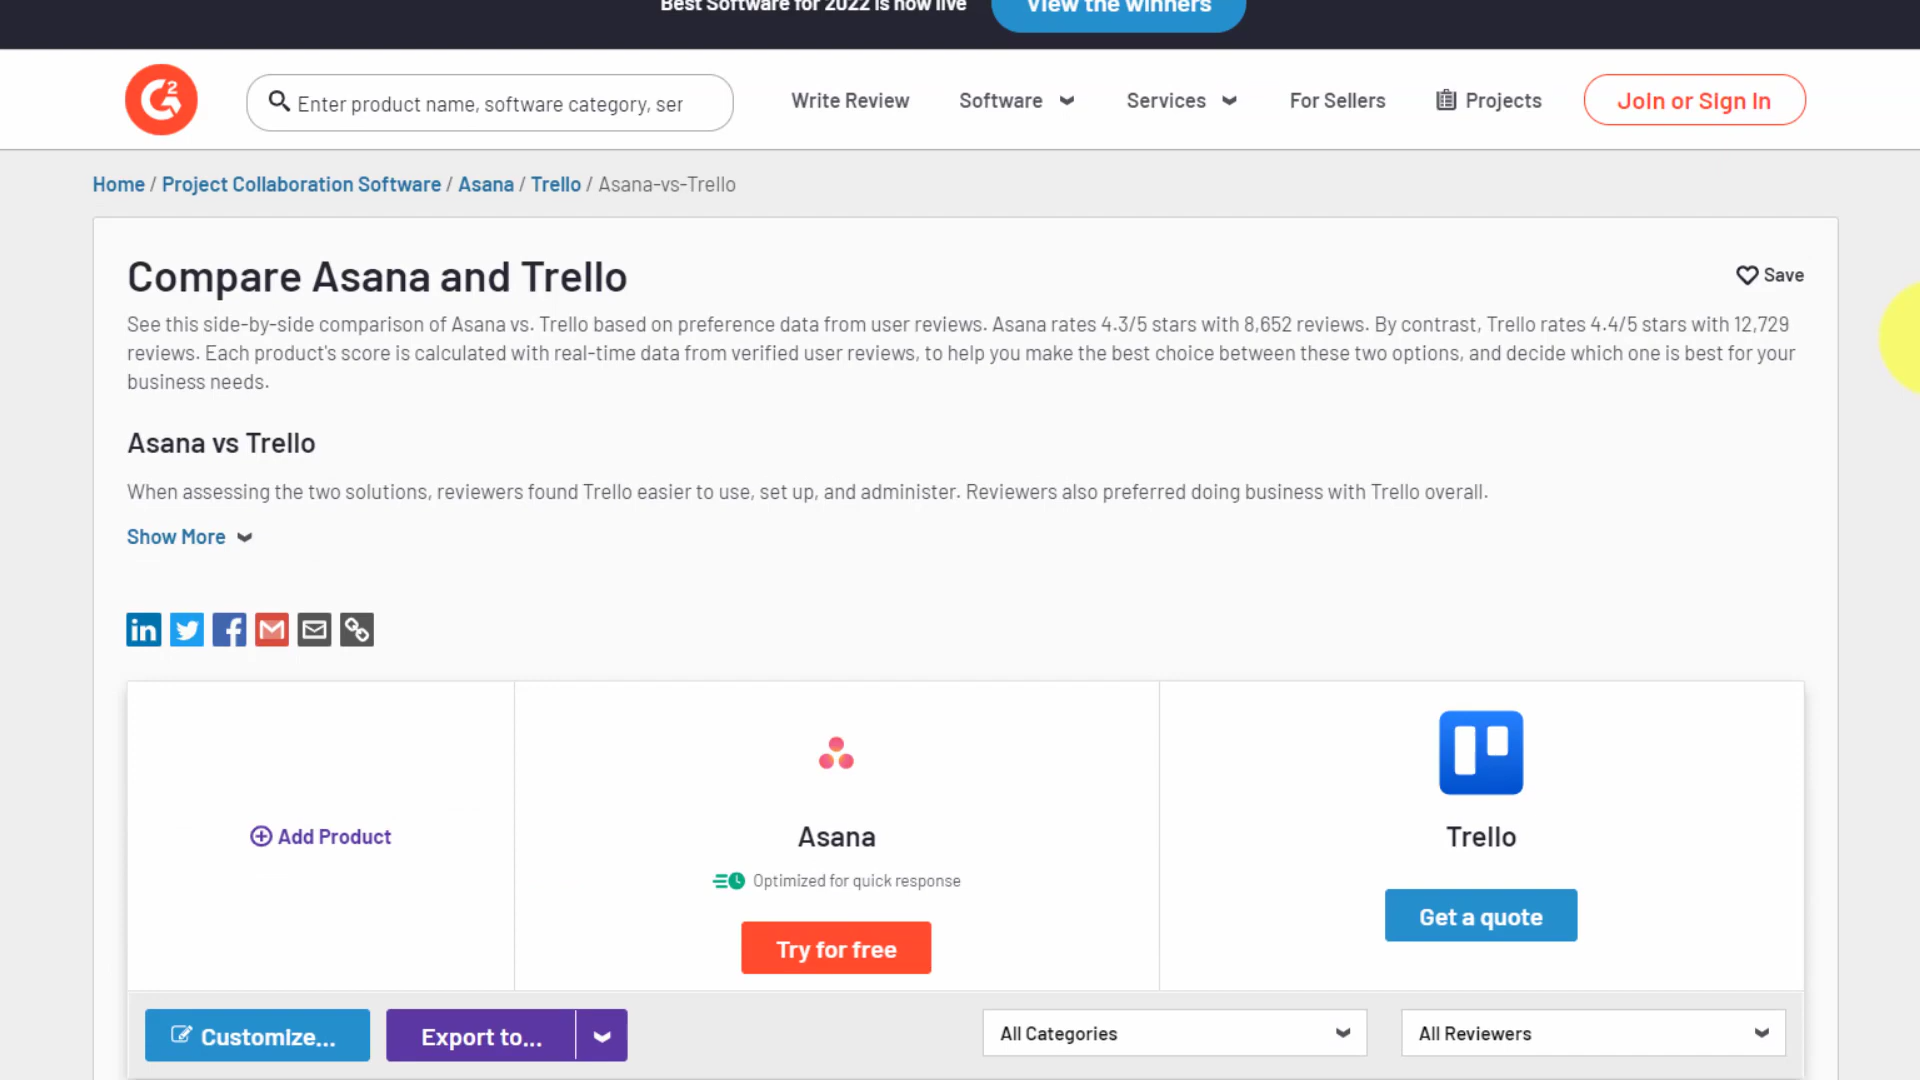 Best Software for 2022 is now live
View the winners
G2
Enter product name, software category, ser
Write Review
Software
Services
For Sellers
Projects
Join or Sign In
Home / Project Collaboration Software / Asana / Trello / Asana-vs-Trello
Compare Asana and Trello
Save
See this side-by-side comparison of Asana vs. Trello based on preference data from user reviews. Asana rates 4.3/5 stars with 8,652 reviews. By contrast, Trello rates 4.4/5 stars with 12,729
reviews. Each product's score is calculated with real-time data from verified user reviews, to help you make the best choice between these two options, and decide which one is best for your
business needs.
Asana vs Trello
When assessing the two solutions, reviewers found Trello easier to use, set up, and administer. Reviewers also preferred doing business with Trello overall.
Show More
in
f
Add Product
Asana
Optimized for quick response
Try for free
Trello
Get a quote
Customize...
Export to...
All Categories
All Reviewers